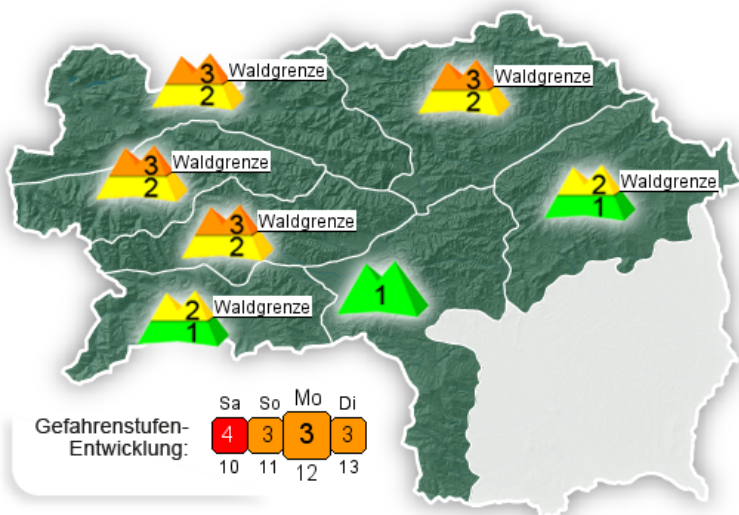 3 Waldgrenze
2
3 Waldgrenze
2
3 Waldgrenze
2
2 Waldgrenze
1
3 Waldgrenze
2
1
2 Waldgrenze
1
Sa So Mo Di
Gefahrenstufen-
Entwicklung:
4 3 3 3
10 11 12 13